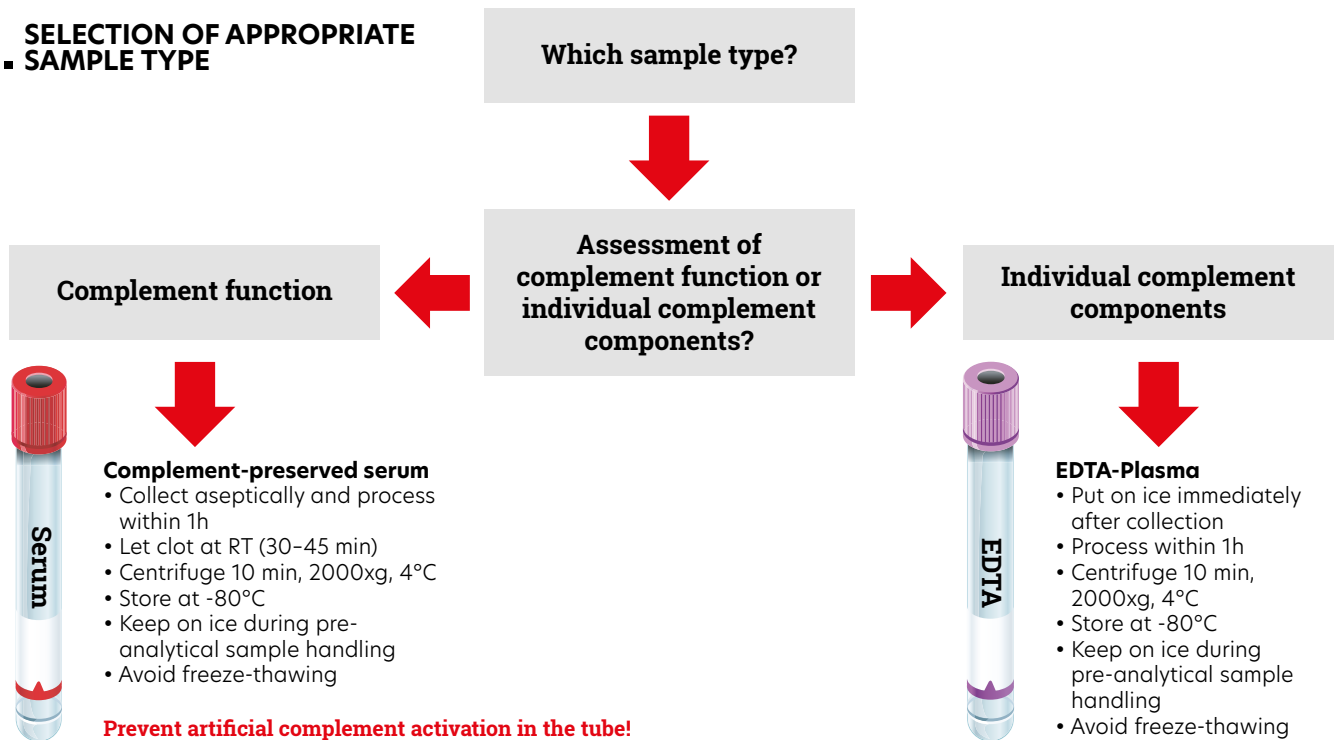 SELECTION OF APPROPRIATE
SAMPLE TYPE
Which sample type?
Assessment of
complement function or
individual complement
components?
Complement function
Individual complement
components
Serum
Complement-preserved serum
• Collect aseptically and process
within 1h
• Let clot at RT (30–45 min)
• Centrifuge 10 min, 2000xg, 4°C
• Store at -80°C
• Keep on ice during pre-
analytical sample handling
• Avoid freeze-thawing
Prevent artificial complement activation in the tube!
EDTA
EDTA-Plasma
• Put on ice immediately
after collection
• Process within 1h
• Centrifuge 10 min,
2000xg, 4°C
• Store at -80°C
• Keep on ice during
pre-analytical sample
handling
• Avoid freeze-thawing